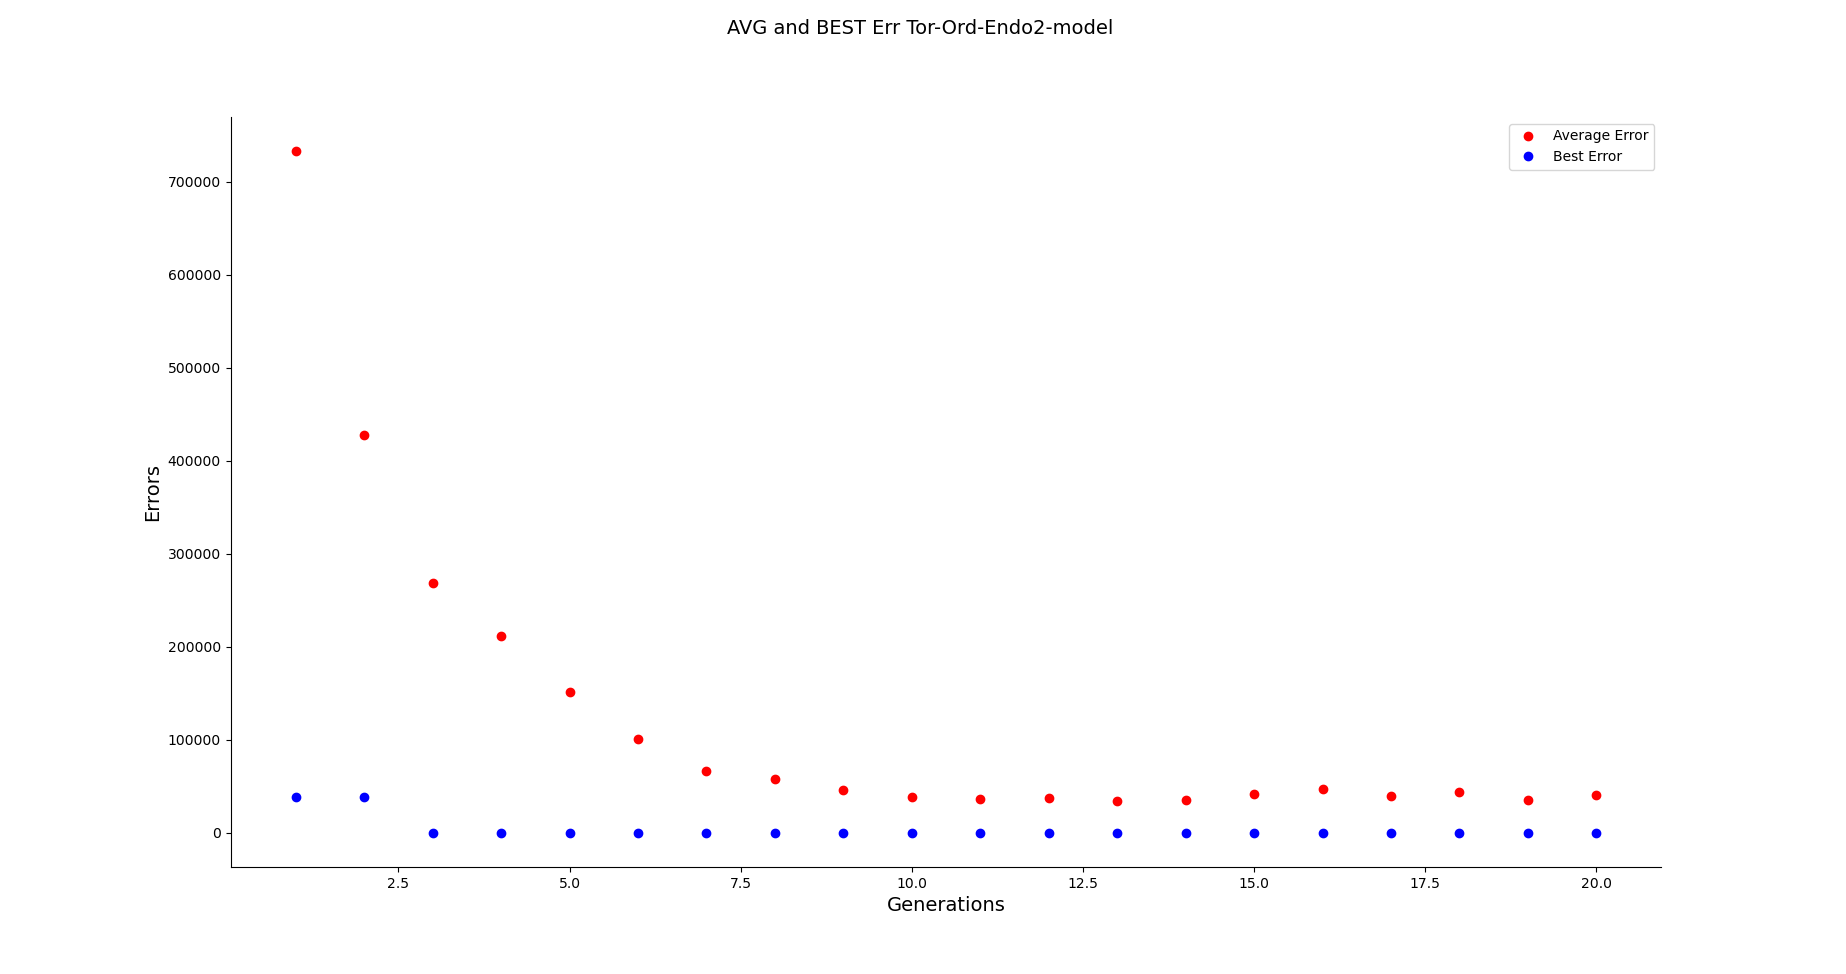 AVG and BEST Err Tor-Ord-Endo2-model
Average Error
Best Error
Errors
700000
600000
500000
400000
300000
200000
100000
0
2.5 5.0 7.5 10.0 12.5 15.0 17.5 20.0
Generations